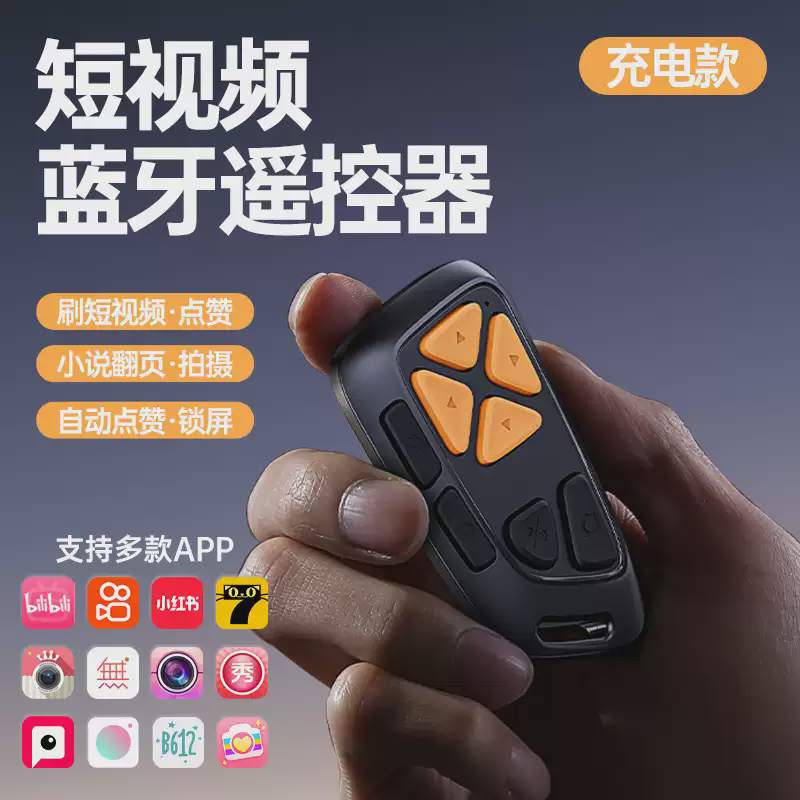 短视频
蓝牙遥控器
充电款
刷短视频·点赞
小说翻页·拍摄
自动点赞·锁屏
支持多款APP
bilibili
小红书
無
秀
B612